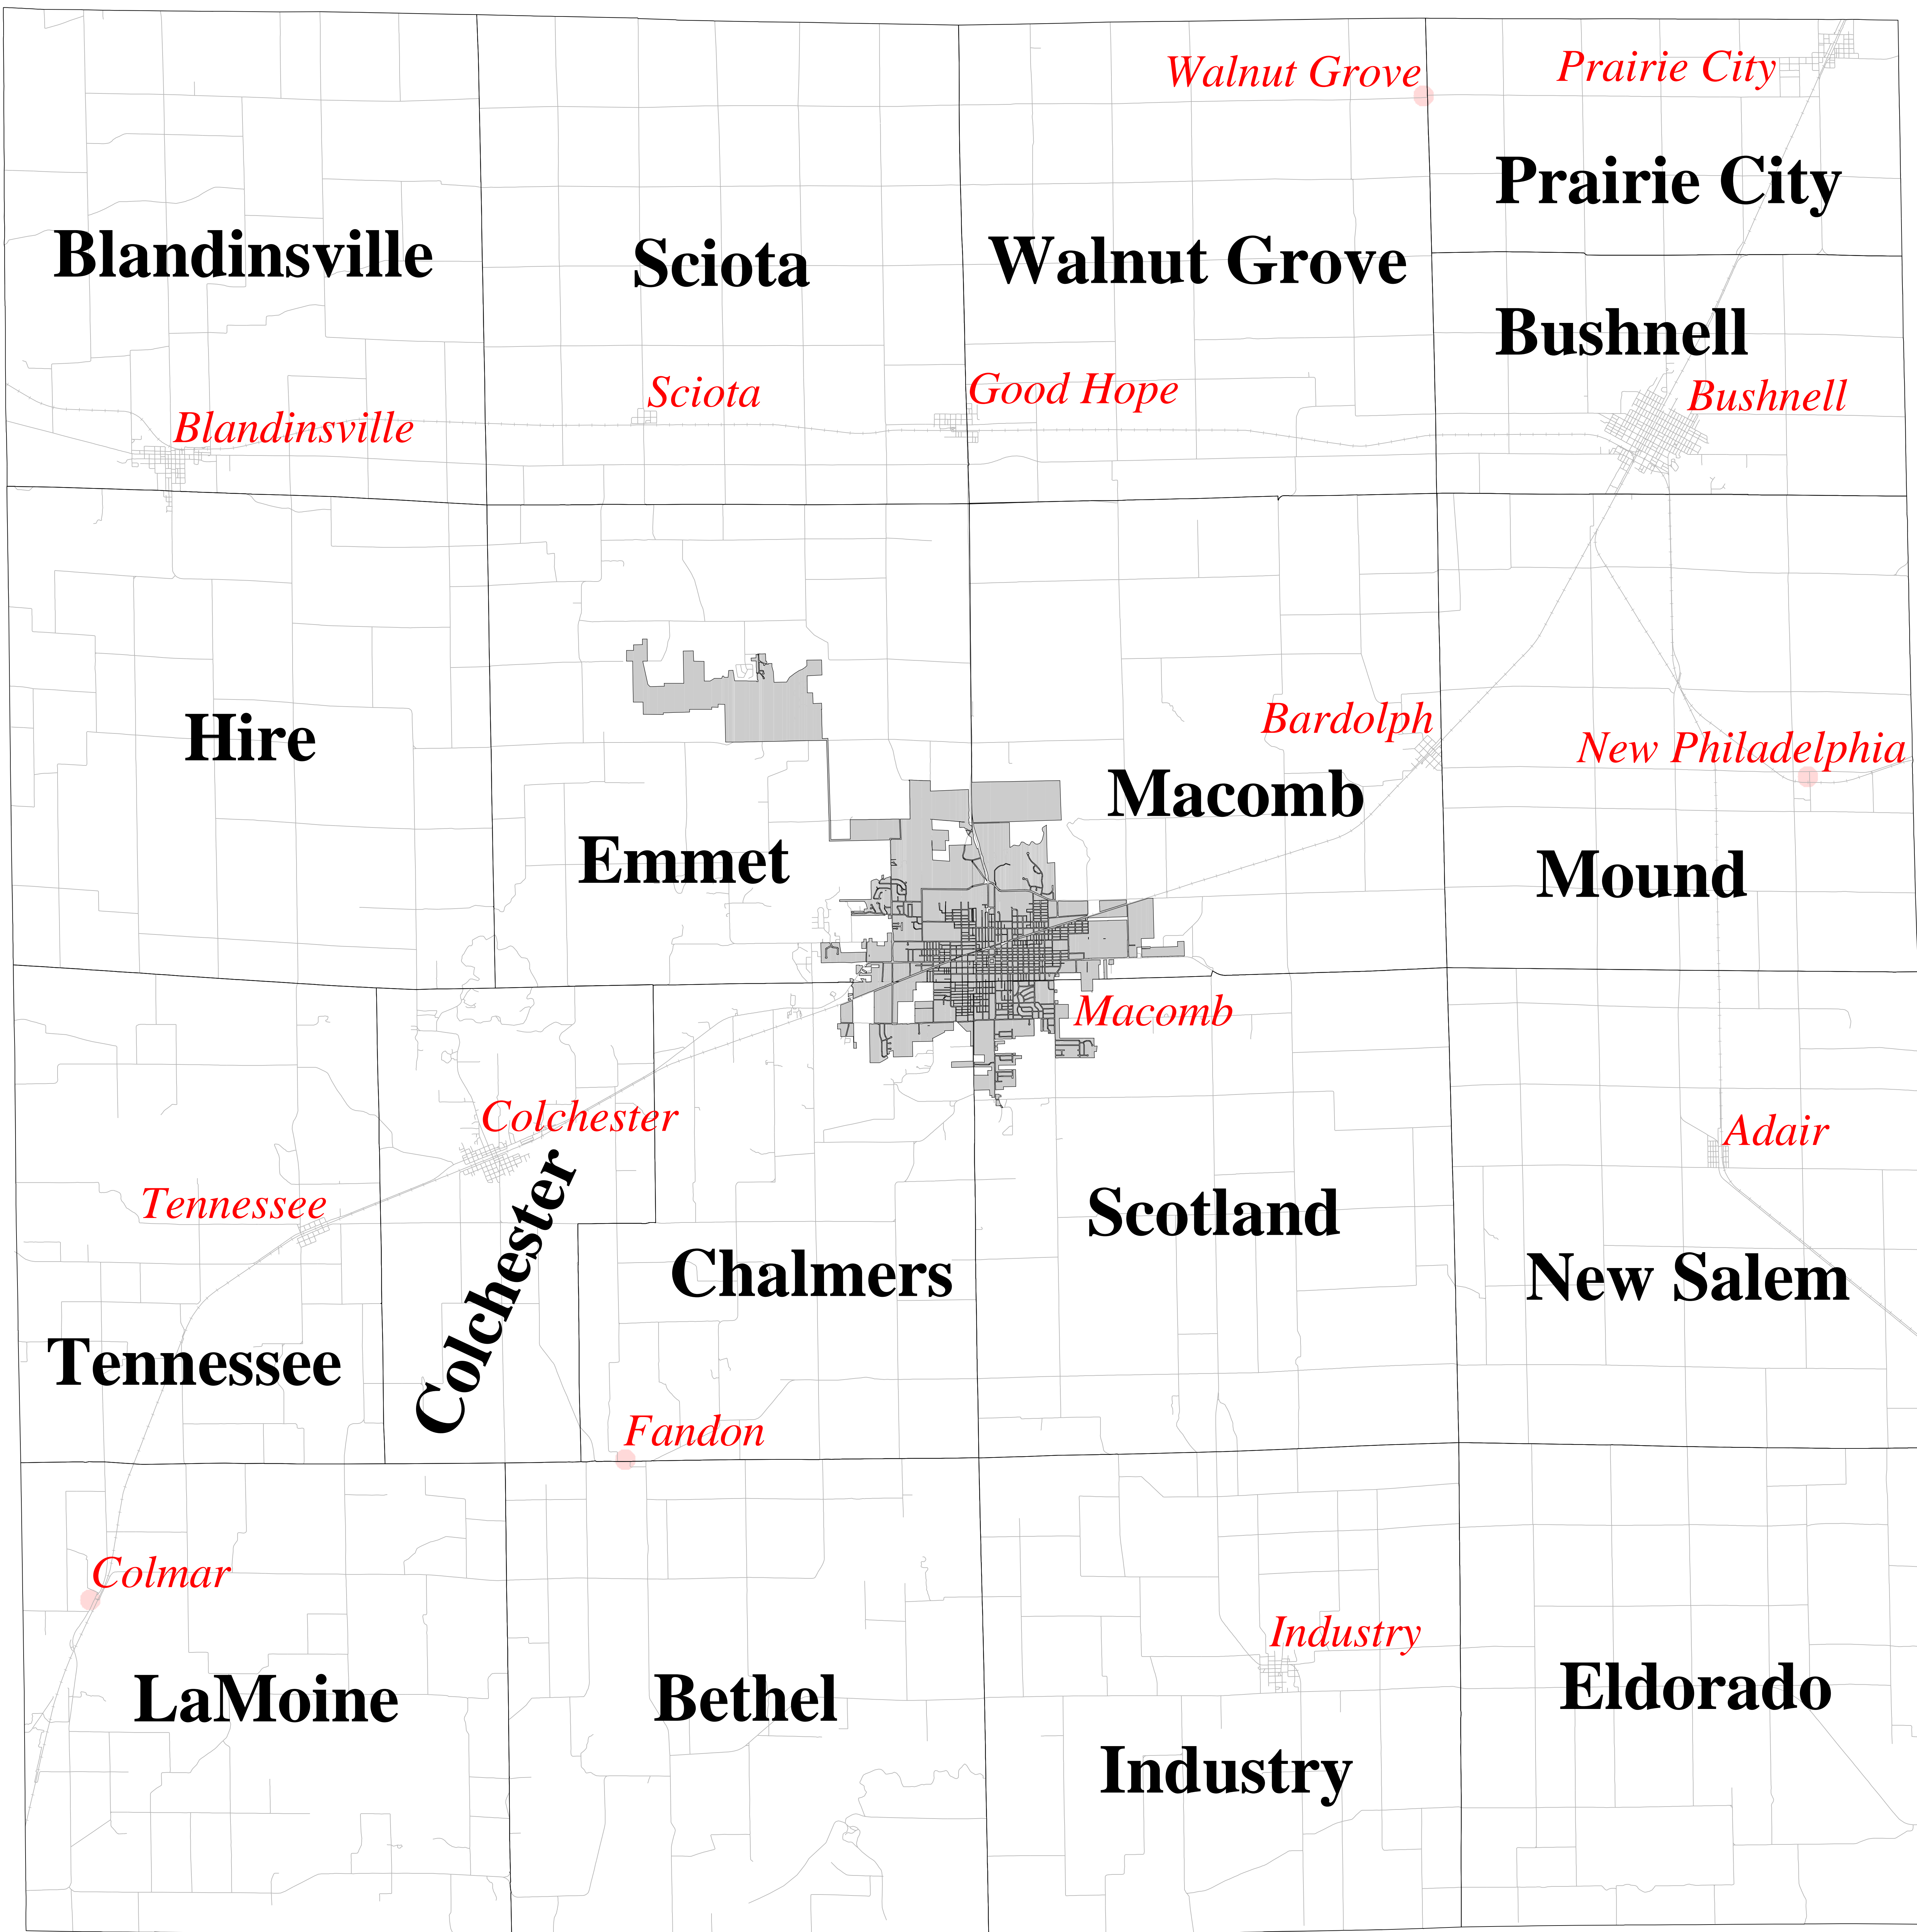 Walnut Grove
Prairie City
Prairie City
Blandinsville
Sciota
Walnut Grove
Bushnell
Sciota
Good Hope
Bushnell
Blandinsville
Hire
Bardolph
New Philadelphia
Macomb
Emmet
Mound
Macomb
Colchester
Adair
Tennessee
Colchester
Scotland
Chalmers
New Salem
Tennessee
Fandon
Colmar
Industry
LaMoine
Bethel
Eldorado
Industry